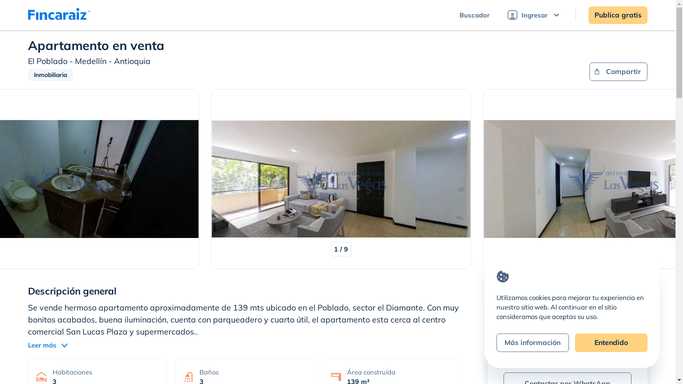 Fincaraiz
Buscador
Ingresar
Publica gratis
Apartamento en venta
El Poblado - Medellín - Antioquia
Inmobiliaria
Compartir
Las Vegas
Las Vegas
1 / 9
Descripción general
Se vende hermoso apartamento aproximadamente de 139 mts ubicado en el Poblado, sector el Diamante. Con muy
bonitas acabados, buena iluminación, cuenta con parqueadero y cuarto útil, el apartamento esta cerca al centro
comercial San Lucas Plaza y supermercados..
Leer más
Habitaciones
3
Baños
3
Área construida
139 m²
Utilizamos cookies para mejorar tu experiencia en
nuestro sitio web. Al continuar en el sitio
consideramos que aceptas su uso.
Más información
Entendido
Contactar por WhatsApp